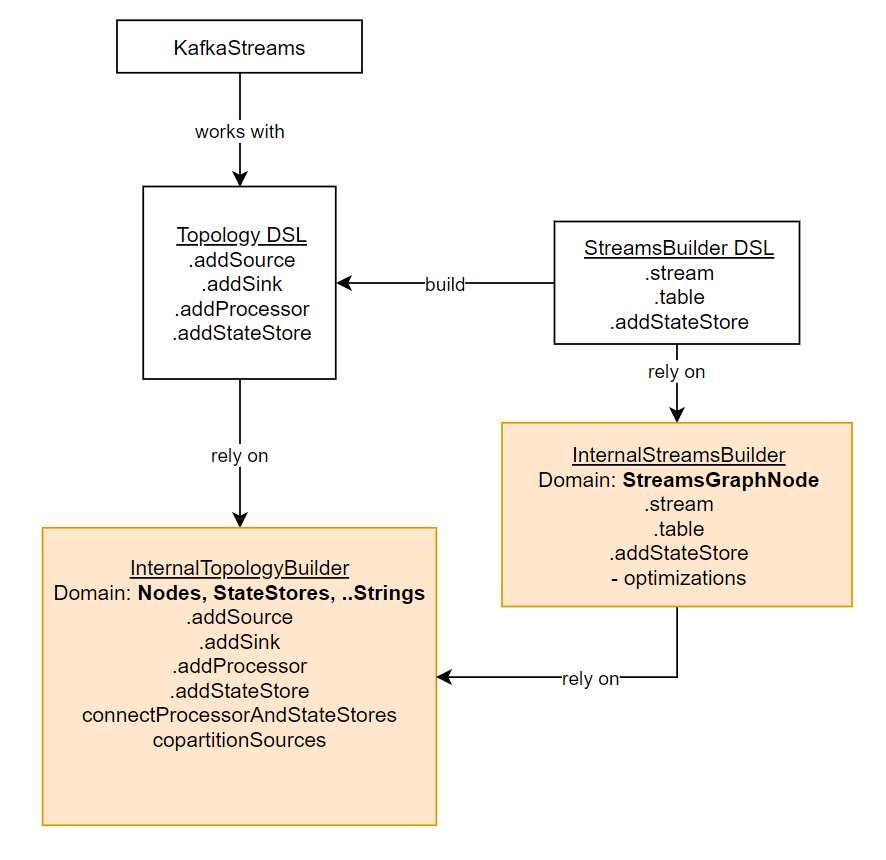 KafkaStreams
works with
Topology DSL
.addSource
.addSink
.addProcessor
.addStateStore
build
StreamsBuilder DSL
.stream
.table
.addStateStore
rely on
rely on
InternalStreamsBuilder
Domain: StreamsGraphNode
.stream
.table
.addStateStore
- optimizations
InternalTopologyBuilder
Domain: Nodes, StateStores, ..Strings
.addSource
.addSink
.addProcessor
.addStateStore
connectProcessorAndStateStores
copartitionSources
rely on